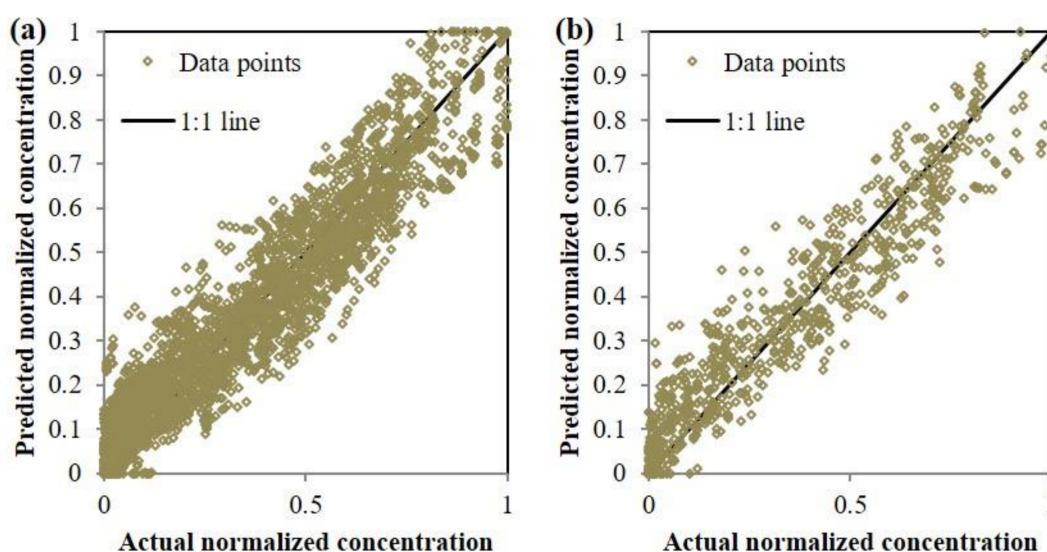 (a)
Predicted normalized concentration
1
0.9
0.8
0.7
0.6
0.5
0.4
0.3
0.2
0.1
0
Data points
1:1 line
0
0.5
1
Actual normalized concentration
(b)
Predicted normalized concentration
1
0.9
0.8
0.7
0.6
0.5
0.4
0.3
0.2
0.1
0
Data points
1:1 line
0
0.5
Actual normalized concentration